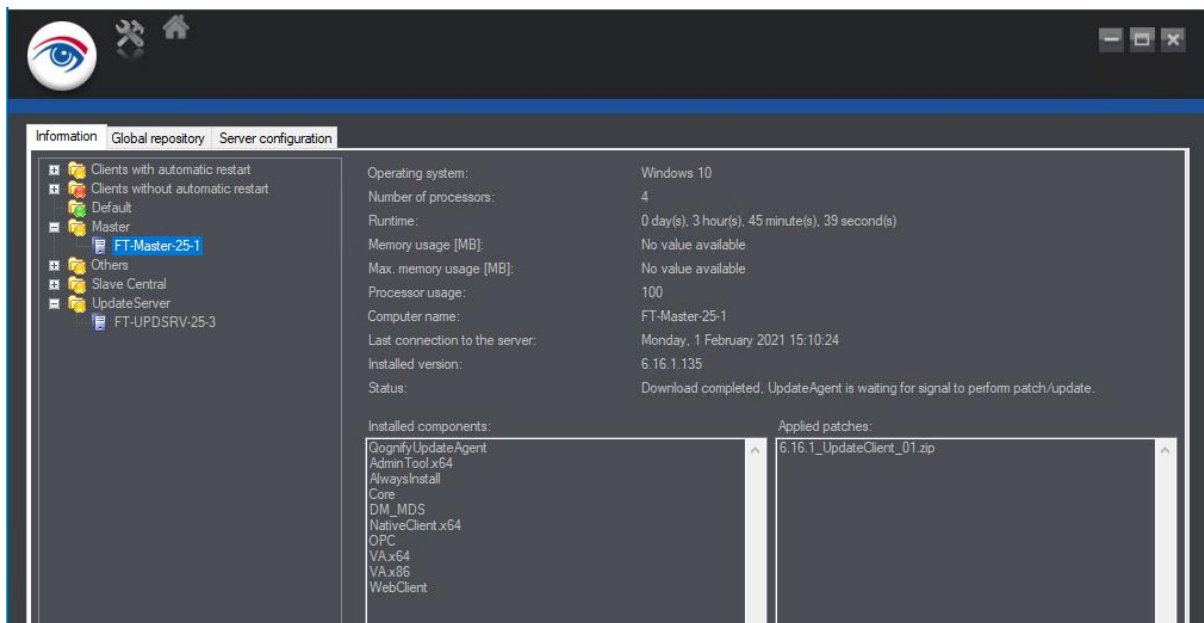 Information Global repository Server configuration
Clients with automatic restart
Clients without automatic restart
Default
Master
FT-Master-25-1
Others
Slave Central
UpdateServer
FT-UPDSRV-25-3
Operating system: Windows 10
Number of processors: 4
Runtime: 0 day(s), 3 hour(s), 45 minute(s), 39 second(s)
Memory usage [MB]: No value available
Max. memory usage [MB]: No value available
Processor usage: 100
Computer name: FT-Master-25-1
Last connection to the server: Monday, 1 February 2021 15:10:24
Installed version: 6.16.1.135
Status: Download completed, UpdateAgent is waiting for signal to perform patch/update.
Installed components:
QognifyUpdateAgent
AdminTool.x64
AlwaysInstall
Core
DM_MDS
NativeClient.x64
OPC
VA.x64
VA.x86
WebClient
Applied patches:
6.16.1_UpdateClient_01.zip